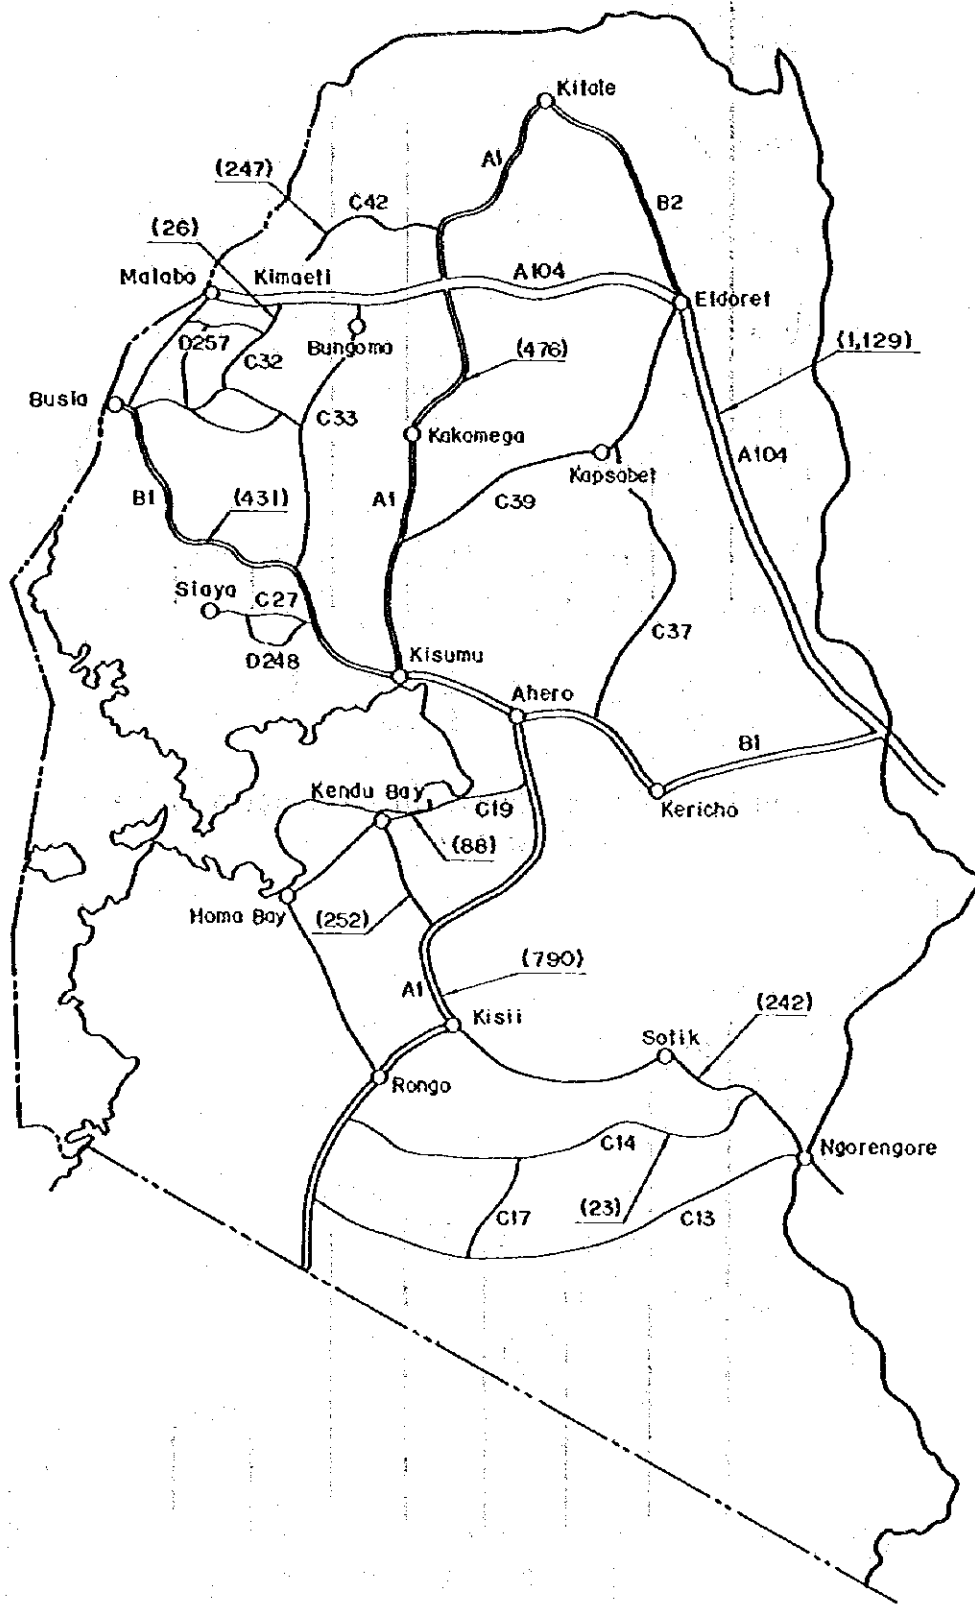 Kitale
A1
(247)
C42
B2
(26)
Malaba
Kimaeti
A104
Eldoret
D257
Bungoma
(1,129)
C32
(476)
Busia
C33
Kakamega
A104
Kapsabet
B1
(431)
A1
C39
Siaya
C27
C37
D248
Kisumu
Ahero
B1
Kendu Bay
C19
Kericho
(88)
Homa Bay
(252)
(790)
A1
Kisii
(242)
Sotik
Rongo
C14
Ngorengore
C17
(23)
C13